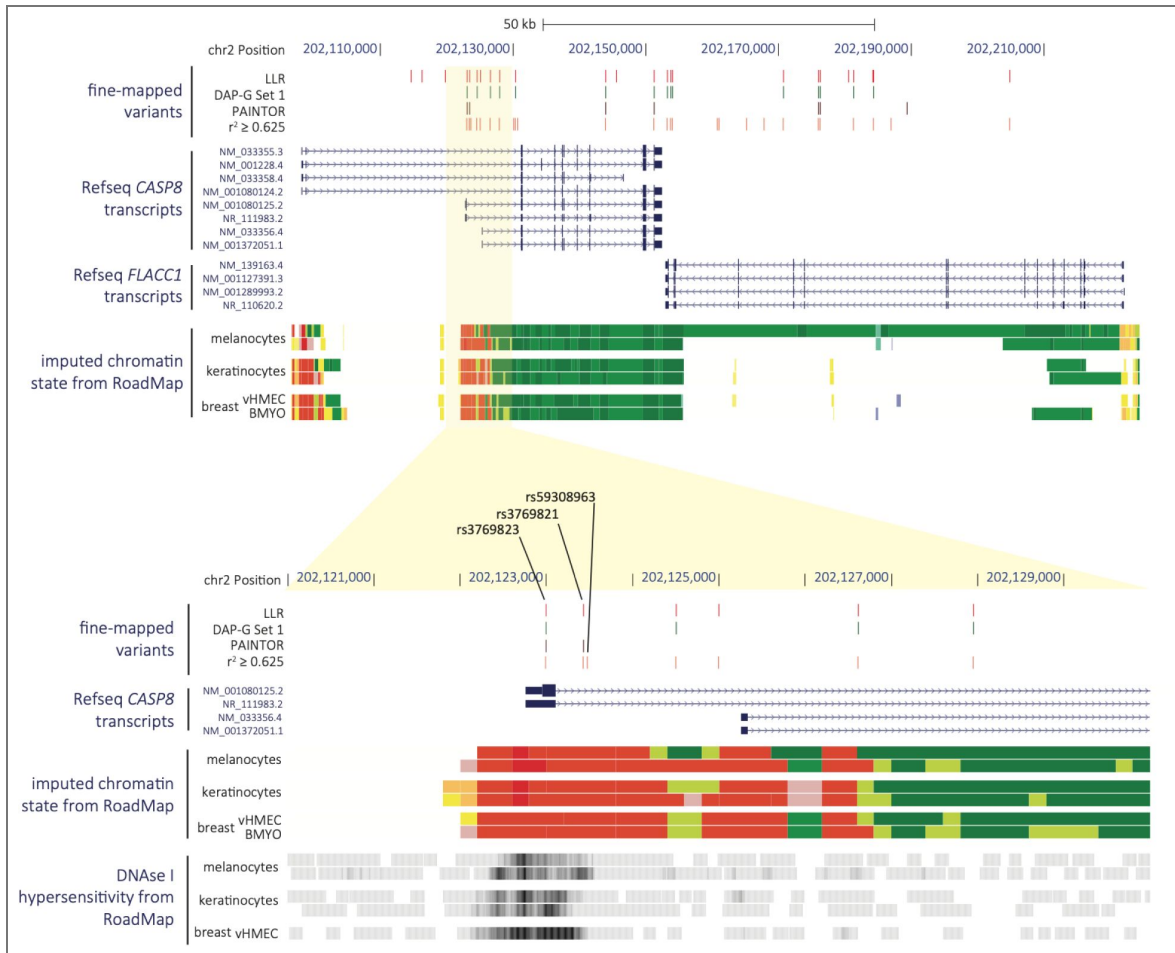 50 kb
chr2 Position 202,110,000 202,130,000 202,150,000 202,170,000 202,190,000 202,210,000
fine-mapped variants
LLR
DAP-G Set 1
PAINTOR
r² ≥ 0.625
Refseq CASP8 transcripts
NM_033355.3
NM_001228.4
NM_033358.4
NM_001080124.2
NM_001080125.2
NR_111983.2
NM_033356.4
NM_001372051.1
Refseq FLACC1 transcripts
NM_139163.4
NM_001127391.3
NM_001289993.2
NR_110620.2
imputed chromatin state from RoadMap
melanocytes
keratinocytes
breast vHMEC
BMYO
rs59308963
rs3769821
rs3769823
chr2 Position 202,121,000 202,123,000 202,125,000 202,127,000 202,129,000
fine-mapped variants
LLR
DAP-G Set 1
PAINTOR
r² ≥ 0.625
Refseq CASP8 transcripts
NM_001080125.2
NR_111983.2
NM_033356.4
NM_001372051.1
imputed chromatin state from RoadMap
melanocytes
keratinocytes
breast vHMEC
BMYO
DNAse I hypersensitivity from RoadMap
melanocytes
keratinocytes
breast vHMEC